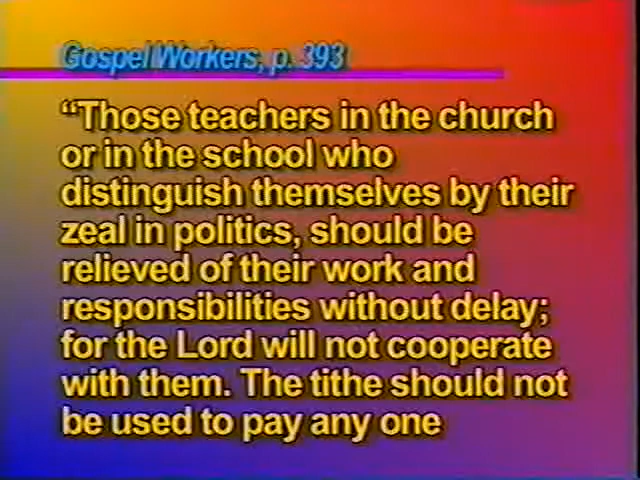 Gospel Workers, p. 393
“Those teachers in the church
or in the school who
distinguish themselves by their
zeal in politics, should be
relieved of their work and
responsibilities without delay;
for the Lord will not cooperate
with them. The tithe should not
be used to pay any one